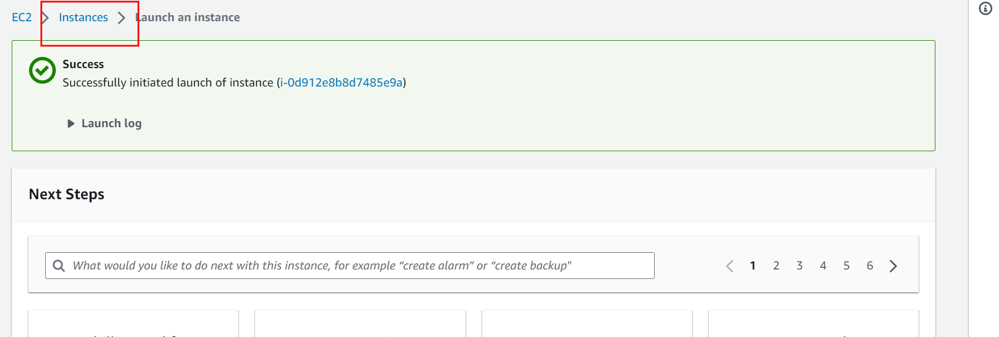 EC2 Instances Launch an instance
Success
Successfully initiated launch of instance (i-0d912e8b8d7485e9a)
Launch log
Next Steps
What would you like to do next with this instance, for example “create alarm” or “create backup"
1 2 3 4 5 6